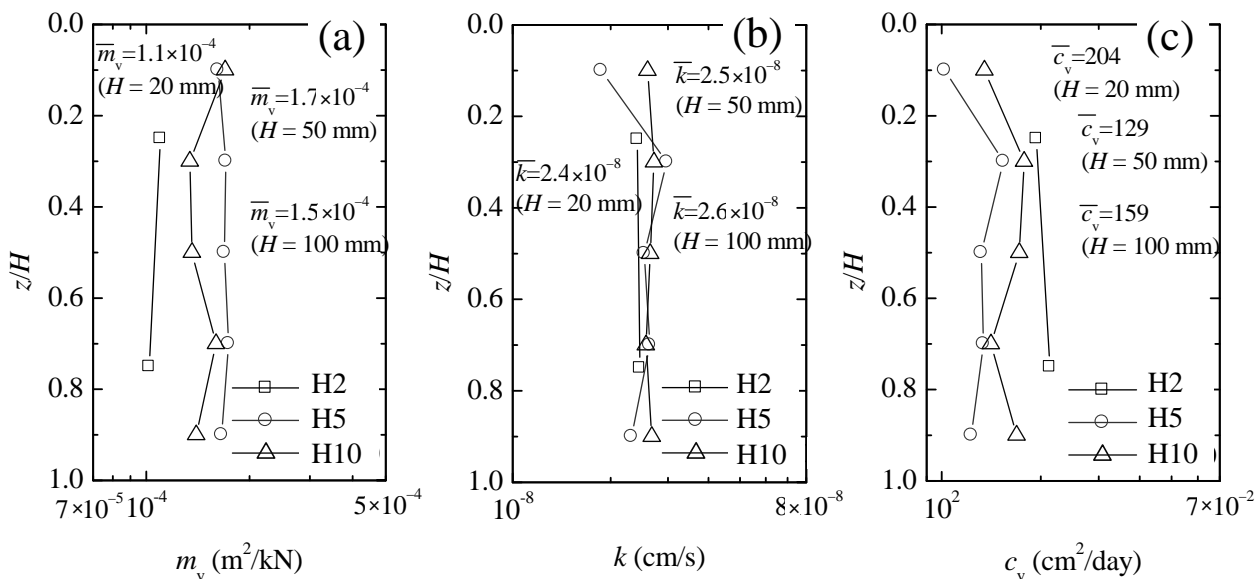 (a)
m̅ᵥ=1.1×10⁻⁴
(H = 20 mm)
m̅ᵥ=1.7×10⁻⁴
(H = 50 mm)
m̅ᵥ=1.5×10⁻⁴
(H = 100 mm)
0.0
0.2
0.4
0.6
0.8
1.0
z/H
H2
H5
H10
7×10⁻⁵
10⁻⁴
5×10⁻⁴
mᵥ (m²/kN)
(b)
k̅=2.5×10⁻⁸
(H = 50 mm)
k̅=2.4×10⁻⁸
(H = 20 mm)
k̅=2.6×10⁻⁸
(H = 100 mm)
0.0
0.2
0.4
0.6
0.8
1.0
z/H
H2
H5
H10
10⁻⁸
8×10⁻⁸
k (cm/s)
(c)
c̅ᵥ=204
(H = 20 mm)
c̅ᵥ=129
(H = 50 mm)
c̅ᵥ=159
(H = 100 mm)
0.0
0.2
0.4
0.6
0.8
1.0
z/H
H2
H5
H10
10²
7×10⁻²
cᵥ (cm²/day)